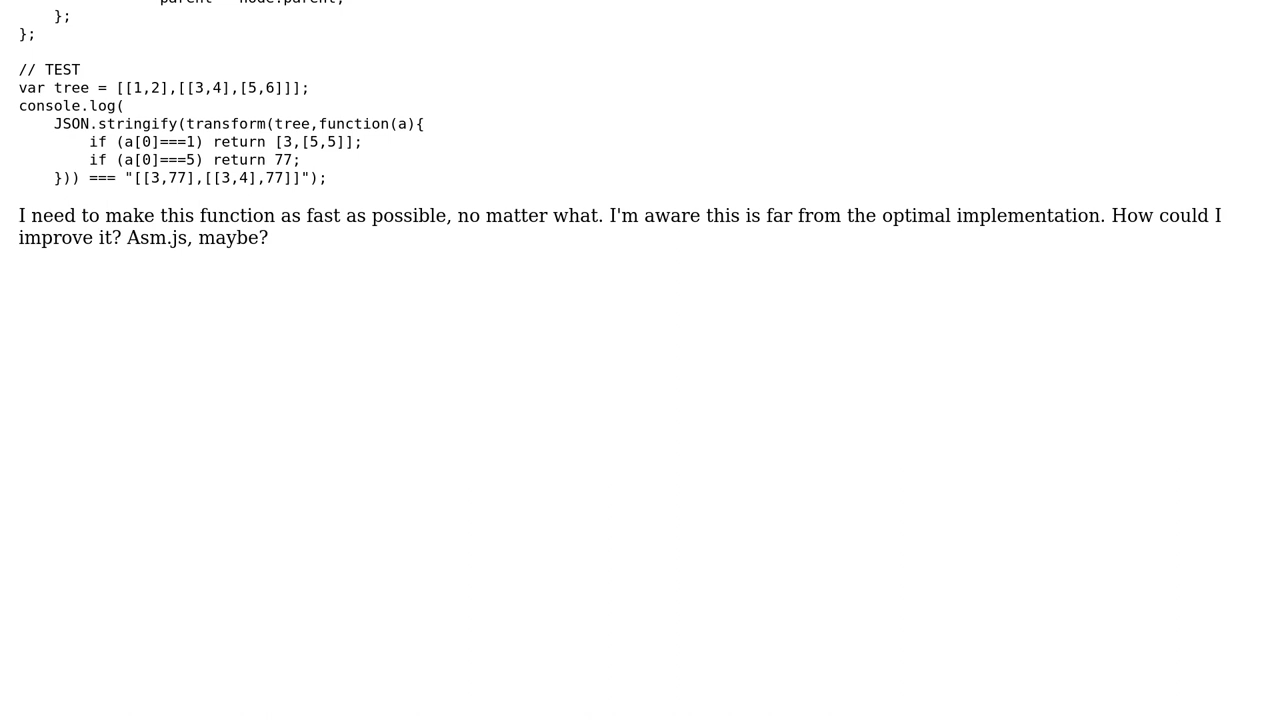 parent = node.parent;
    };
};
// TEST
var tree = [[1,2],[[3,4],[5,6]]];
console.log(
    JSON.stringify(transform(tree,function(a){
        if (a[0]===1) return [3,[5,5]];
        if (a[0]===5) return 77;
    })) === "[[3,77],[[3,4],77]]");
I need to make this function as fast as possible, no matter what. I'm aware this is far from the optimal implementation. How could I
improve it? Asm.js, maybe?